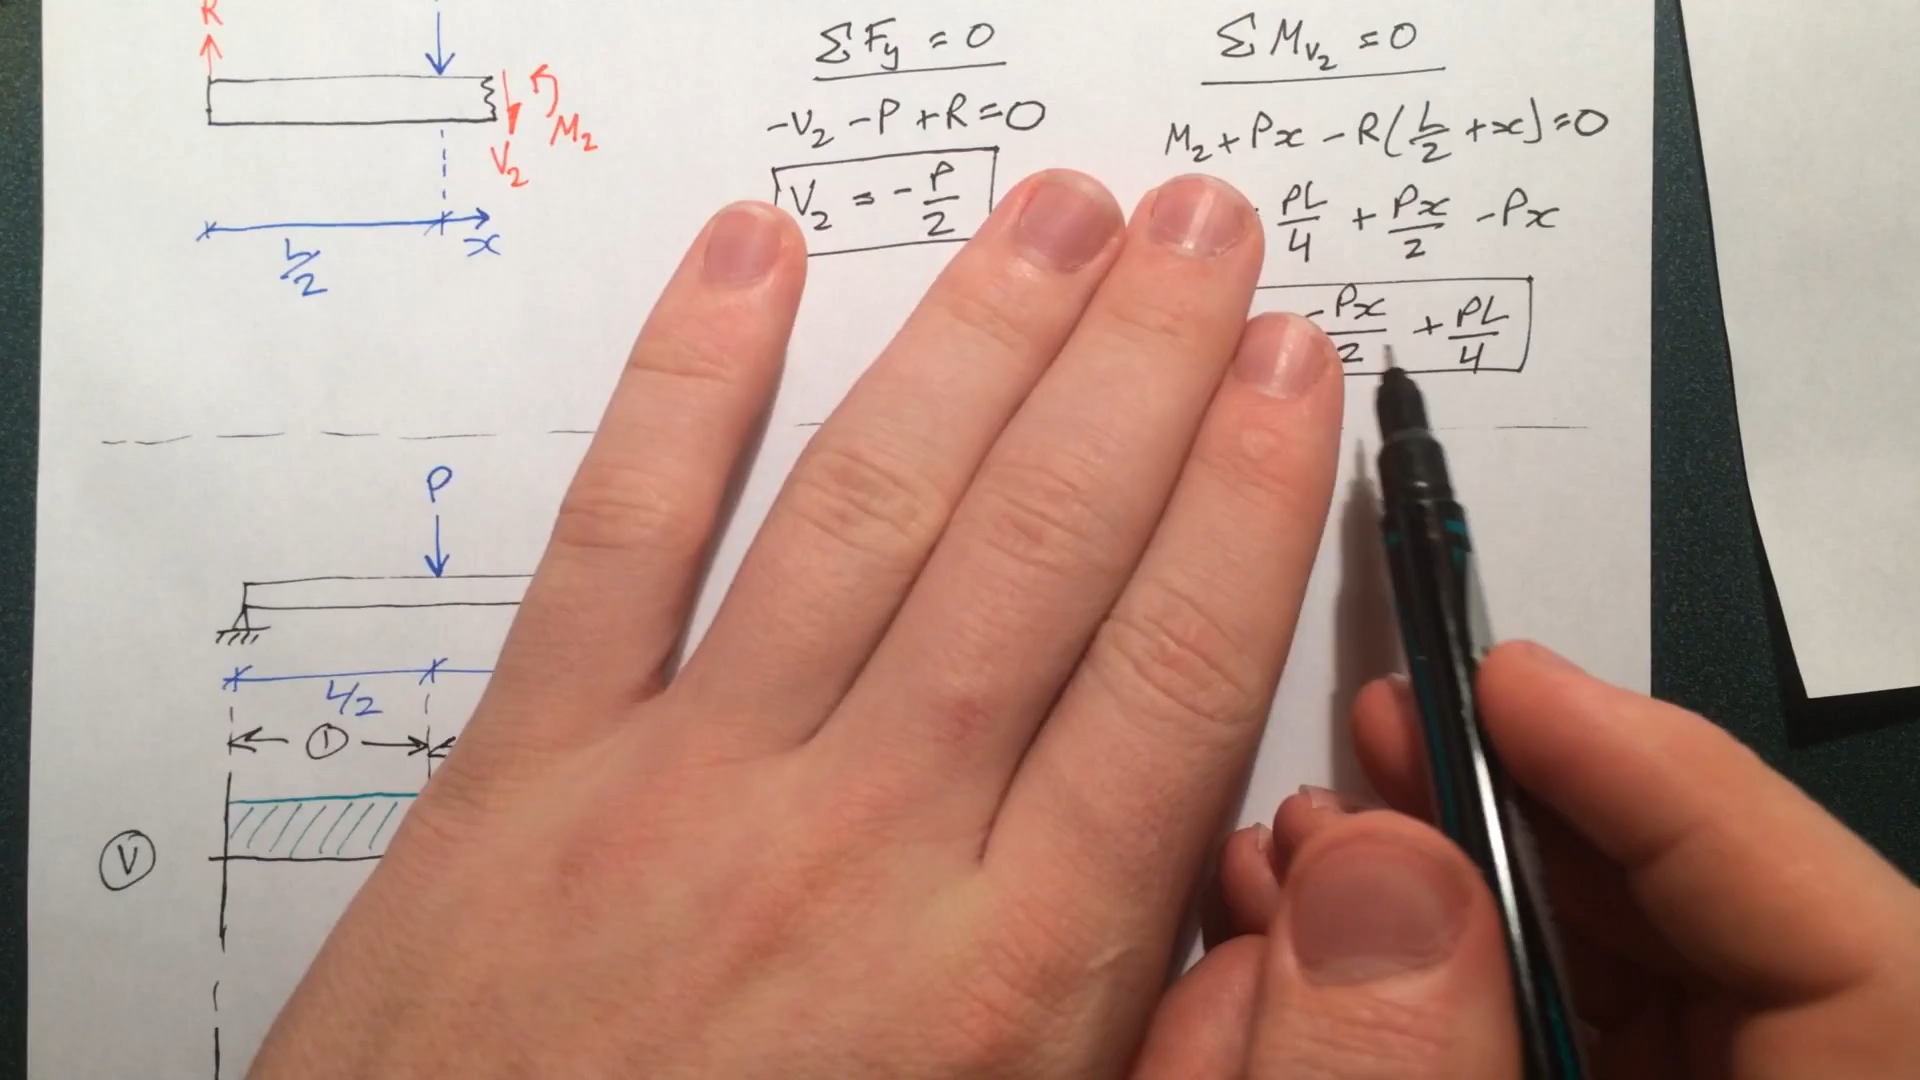 R
M₂
V₂
L/2
x
ΣFy = 0
-V₂ - P + R = 0
V₂ = - P/2
ΣM_V₂ = 0
M₂ + Px - R(L/2 + x) = 0
PL/4 + Px/2 - Px
-Px/2 + PL/4
P
L/2
1
V